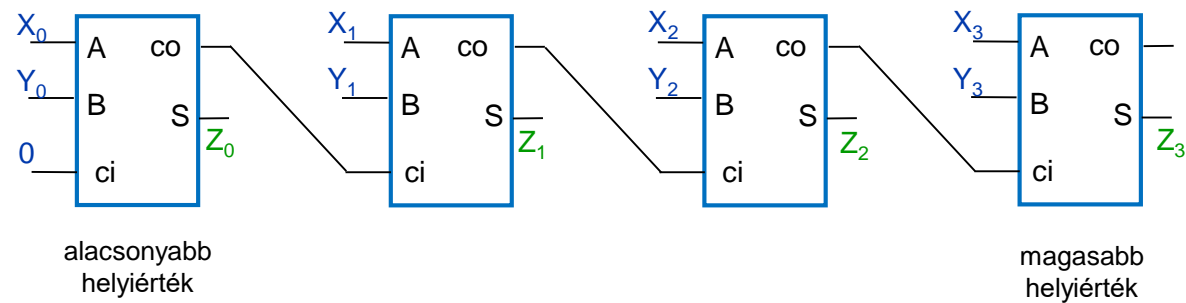 X0 A co X1 A co X2 A co X3 A co
Y0 B Y1 B Y2 B Y3 B
S S S S
Z0 Z1 Z2 Z3
0 ci ci ci ci
alacsonyabb
helyiérték
magasabb
helyiérték